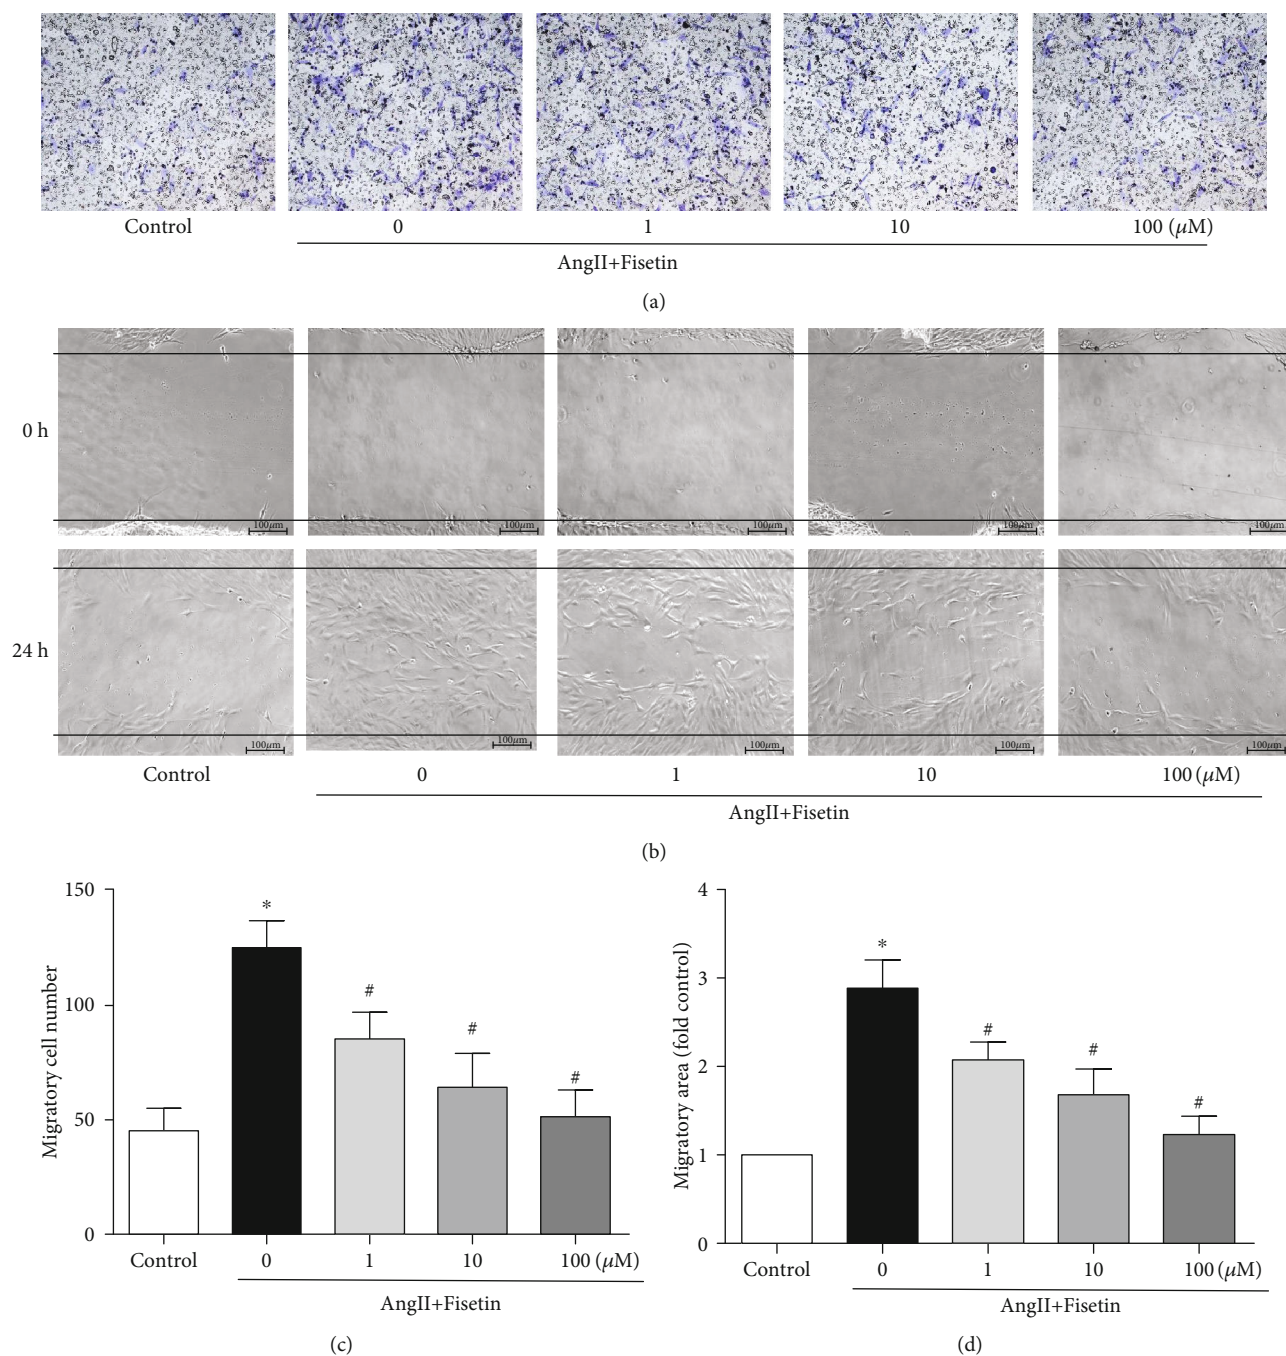 Control 0 1 10 100 (μM)
AngII+Fisetin
(a)
0 h
100μm 100μm 100μm 100μm 100μm
24 h
100μm 100μm 100μm 100μm 100μm
Control 0 1 10 100 (μM)
AngII+Fisetin
(b)
150
100
50
0
Migratory cell number
*
#
#
#
Control 0 1 10 100 (μM)
AngII+Fisetin
(c)
4
3
2
1
0
Migratory area (fold control)
*
#
#
#
Control 0 1 10 100 (μM)
AngII+Fisetin
(d)